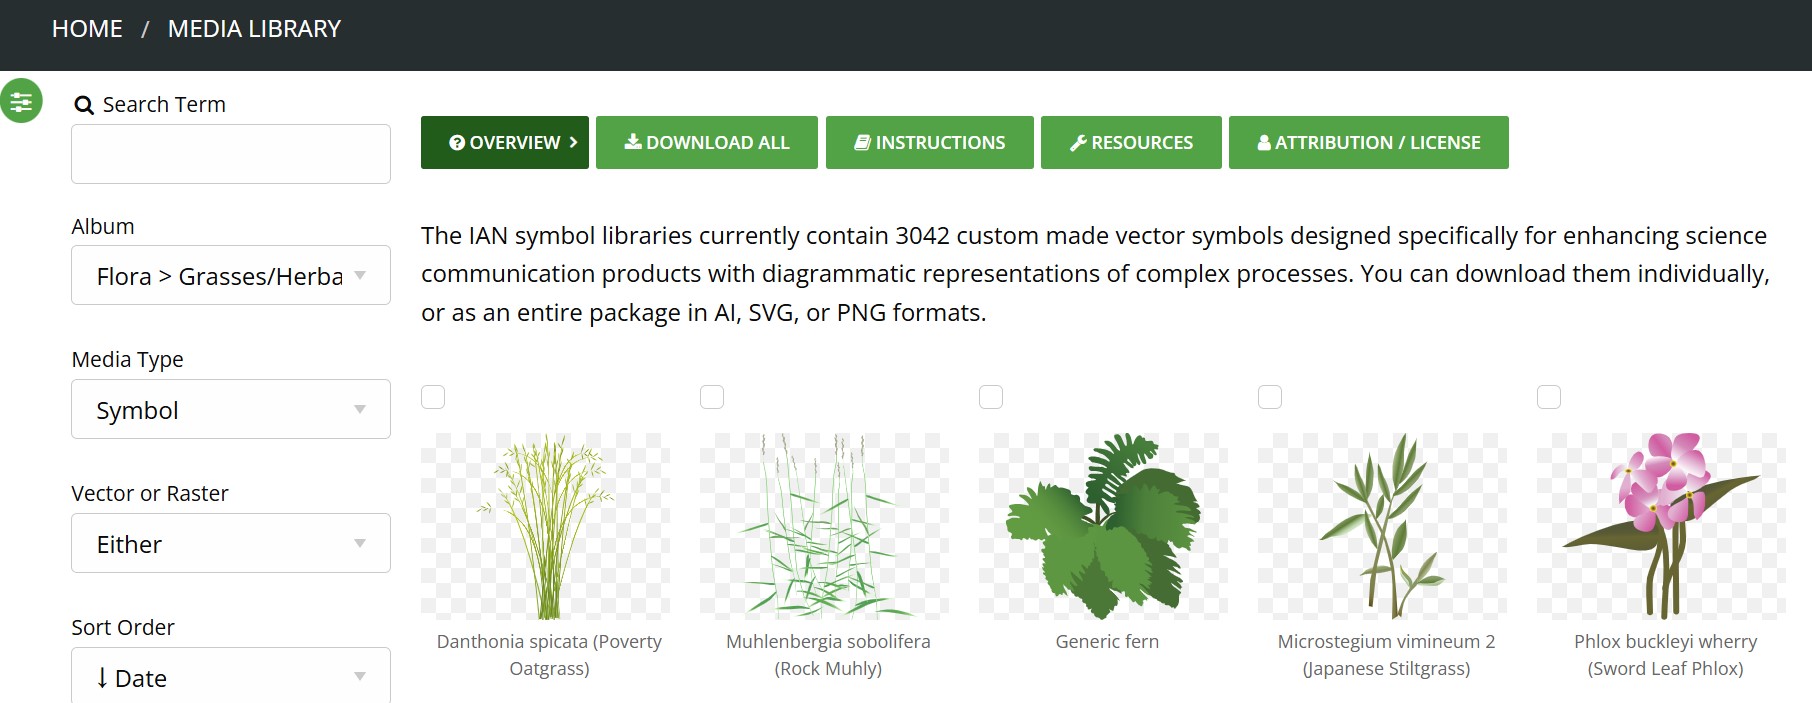 HOME / MEDIA LIBRARY
Search Term
Album
Flora > Grasses/Herba
Media Type
Symbol
Vector or Raster
Either
Sort Order
↓ Date
OVERVIEW
DOWNLOAD ALL
INSTRUCTIONS
RESOURCES
ATTRIBUTION / LICENSE
The IAN symbol libraries currently contain 3042 custom made vector symbols designed specifically for enhancing science
communication products with diagrammatic representations of complex processes. You can download them individually,
or as an entire package in AI, SVG, or PNG formats.
Danthonia spicata (Poverty
Oatgrass)
Muhlenbergia sobolifera
(Rock Muhly)
Generic fern
Microstegium vimineum 2
(Japanese Stiltgrass)
Phlox buckleyi wherry
(Sword Leaf Phlox)